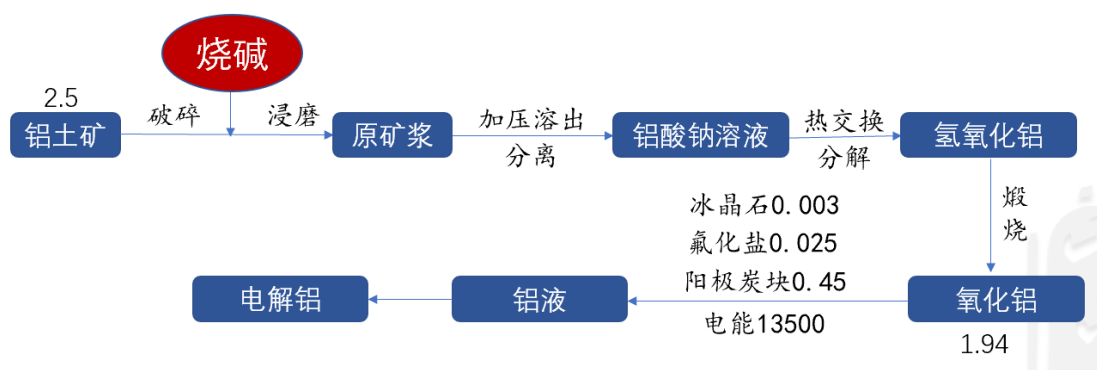 烧碱
2.5
铝土矿
破碎
浸磨
原矿浆
加压溶出
分离
铝酸钠溶液
热交换
分解
氢氧化铝
煅
烧
冰晶石0.003
氟化盐0.025
阳极炭块0.45
电能13500
氧化铝
1.94
铝液
电解铝